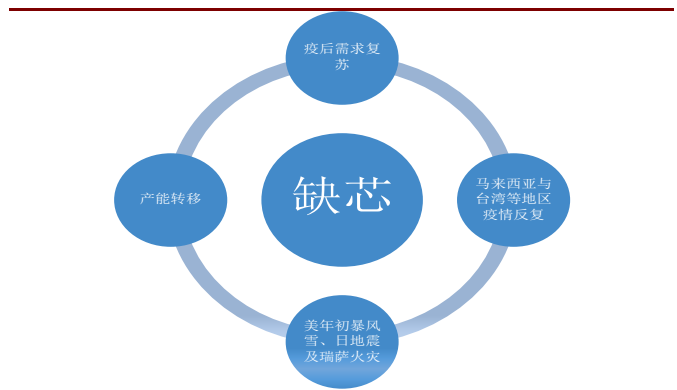 疫后需求复
苏
产能转移
缺芯
马来西亚与
台湾等地区
疫情反复
美年初暴风
雪、日地震
及瑞萨火灾